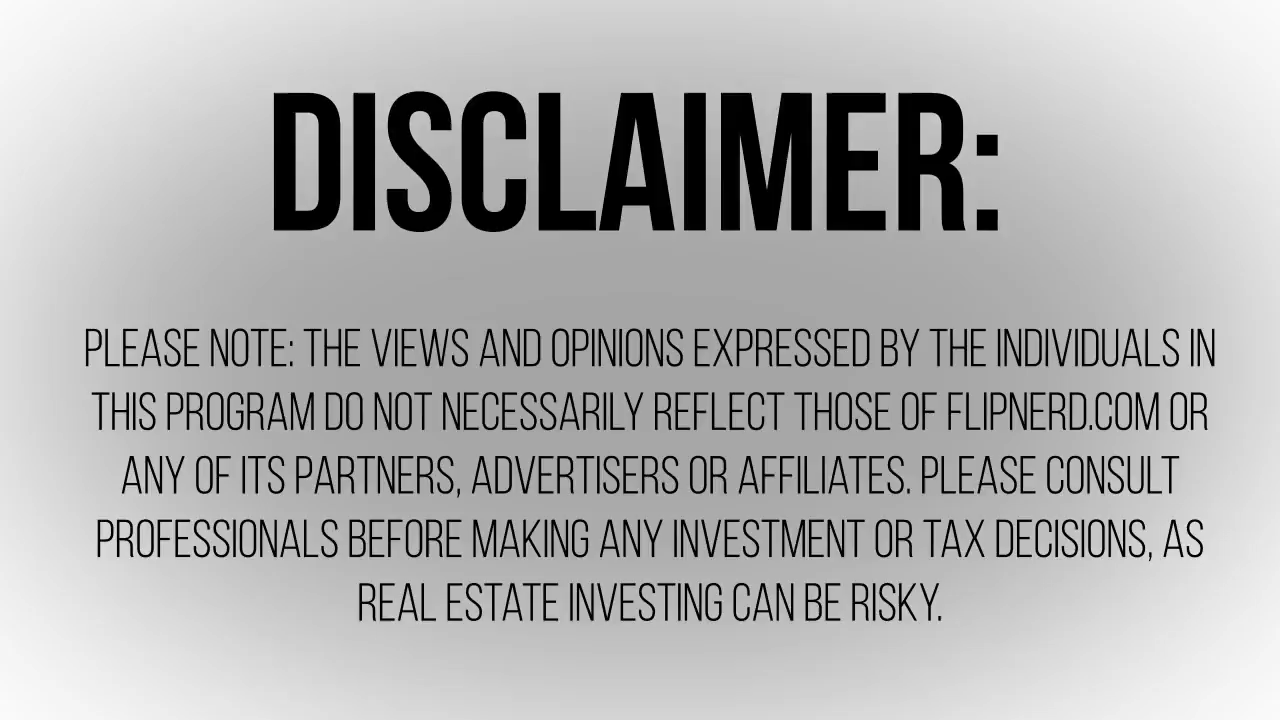 DISCLAIMER:
PLEASE NOTE: THE VIEWS AND OPINIONS EXPRESSED BY THE INDIVIDUALS IN
THIS PROGRAM DO NOT NECESSARILY REFLECT THOSE OF FLIPNERD.COM OR
ANY OF ITS PARTNERS, ADVERTISERS OR AFFILIATES. PLEASE CONSULT
PROFESSIONALS BEFORE MAKING ANY INVESTMENT OR TAX DECISIONS, AS
REAL ESTATE INVESTING CAN BE RISKY.